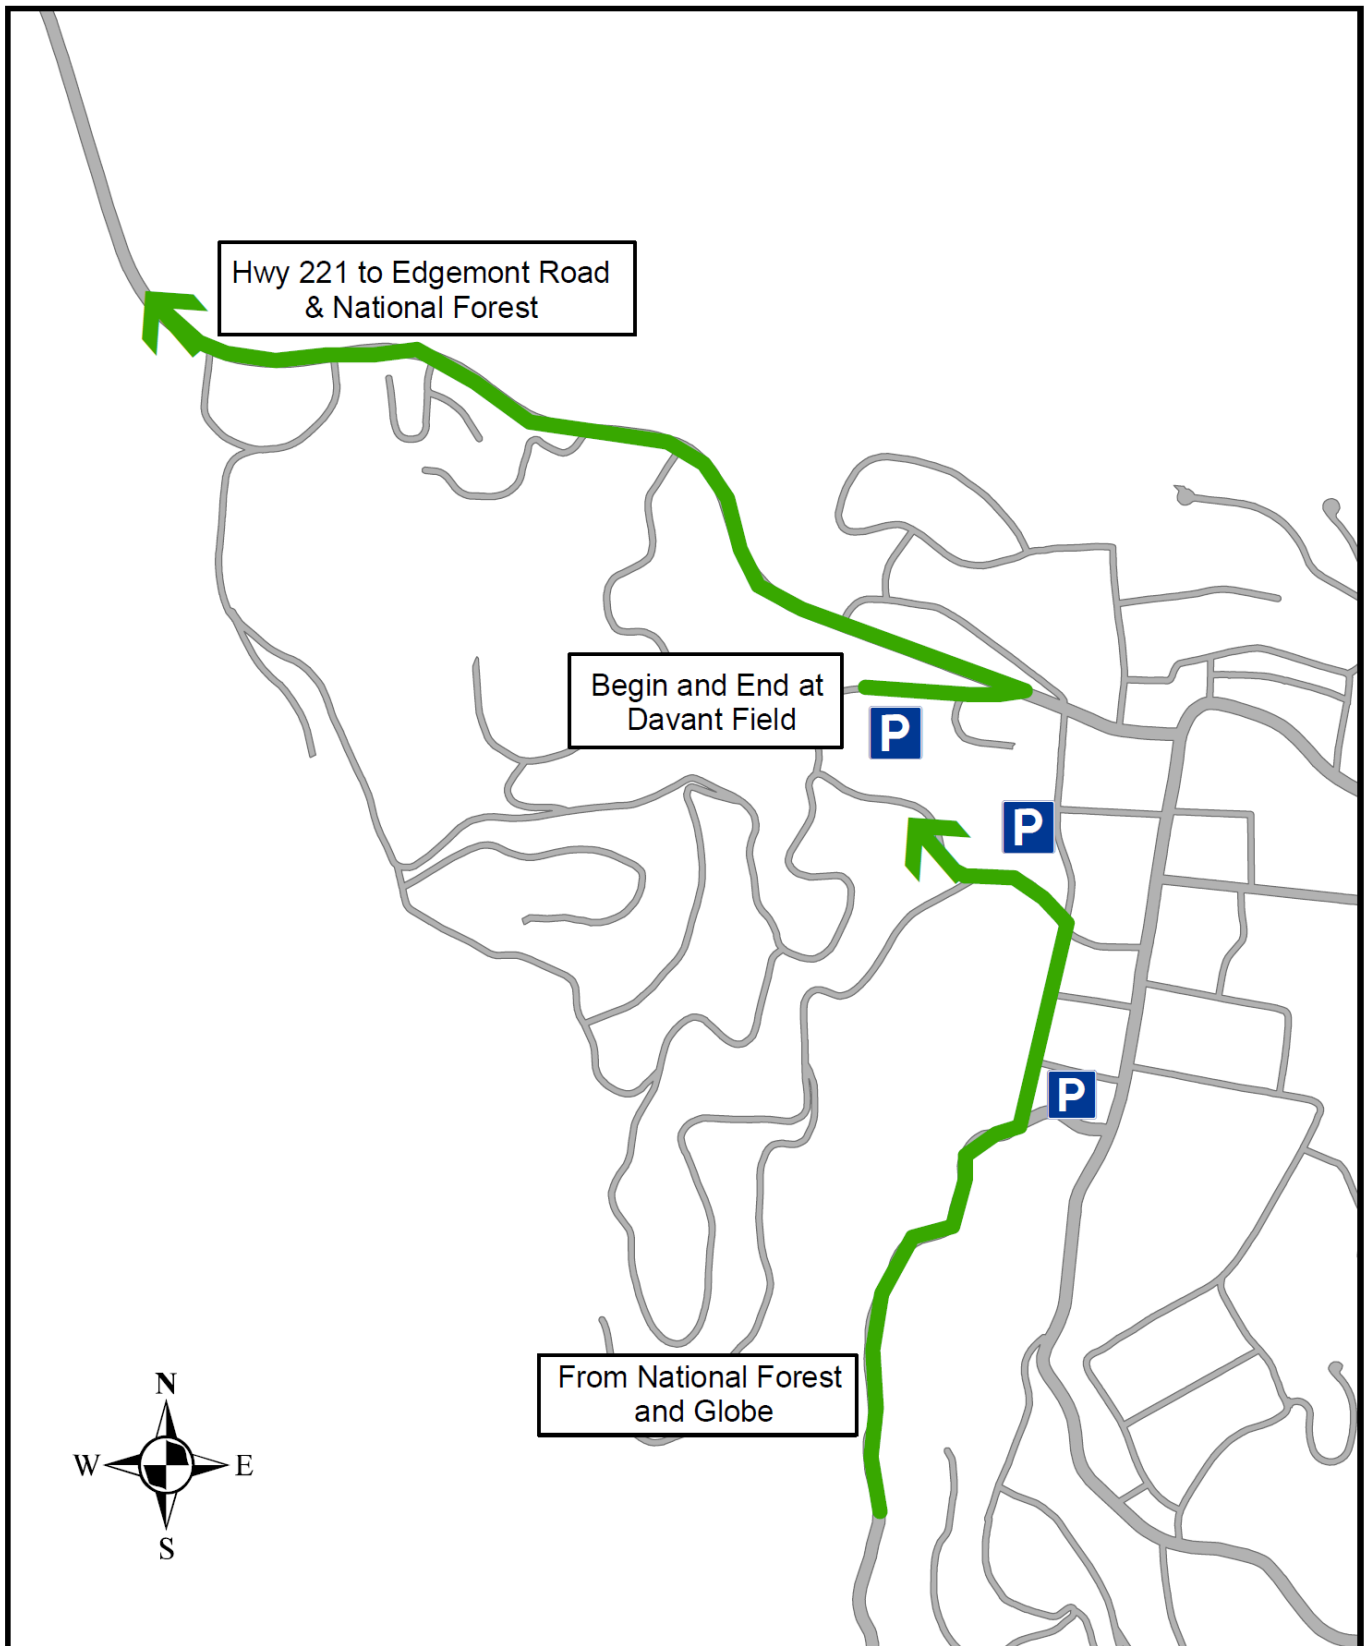 Hwy 221 to Edgemont Road
& National Forest
Begin and End at
Davant Field
P
P
P
From National Forest
and Globe
N
W E
S